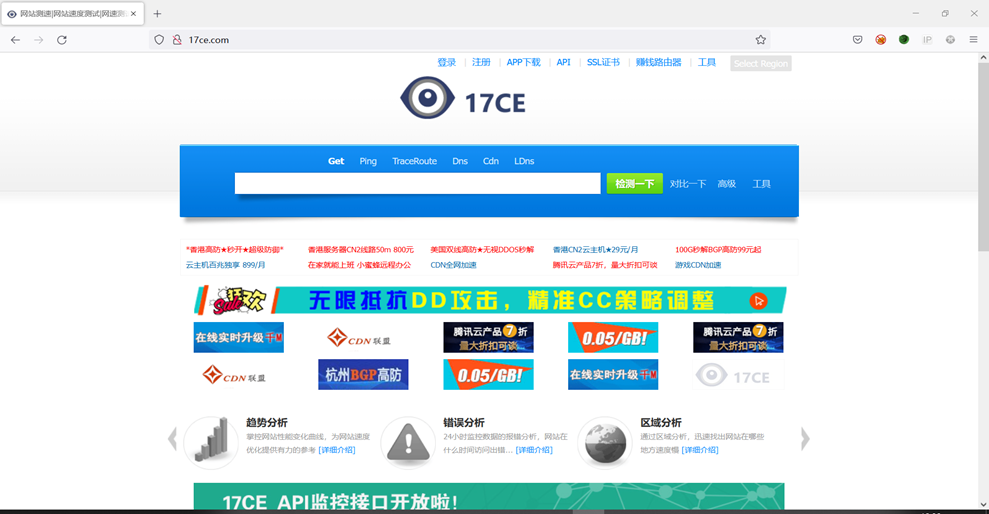 网站测速|网站速度测试|网速测
17ce.com
IP
登录 注册 APP下载 API SSL证书 赚钱路由器 工具 Select Region
17CE
Get Ping TraceRoute Dns Cdn LDns
检测一下 对比一下 高级 工具
*香港高防★秒开★超级防御* 香港服务器CN2线路50m 800元 美国双线高防★无视DDOS秒解 香港CN2云主机★29元/月 100G秒解BGP高防99元起
云主机百兆独享 899/月 在家就能上班 小蜜蜂远程办公 CDN全网加速 腾讯云产品7折，量大折扣可谈 游戏CDN加速
Sale 狂欢 无限抵抗DD攻击，精准CC策略调整
在线实时升级千M CDN联盟 腾讯云产品7折 量大折扣可谈... 0.05/GB! 腾讯云产品7折 量大折扣可谈...
CDN联盟 杭州BGP高防 0.05/GB! 在线实时升级千M 17CE
趋势分析 错误分析 区域分析
掌控网站性能变化曲线，为网站速度 24小时监控数据的报错分析，网站在 通过区域分析，迅速找出网站在哪些
优化提供有力的参考 [详细介绍] 什么时间访问出错... [详细介绍] 地方速度慢 [详细介绍]
17CE API监控接口开放啦!